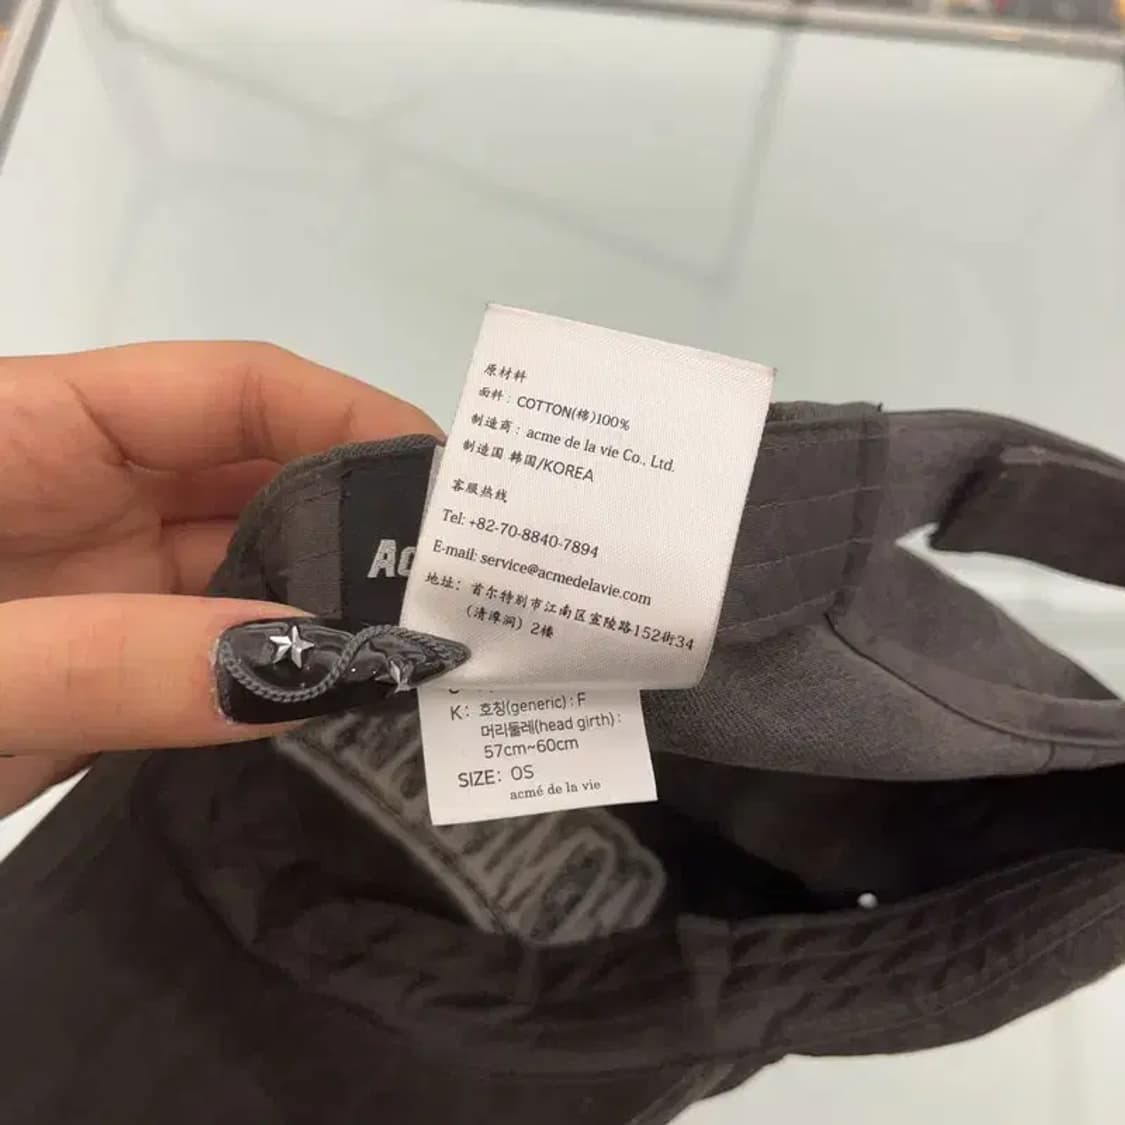 原材料
面料: COTTON(棉)100%
制造商: acme de la vie Co., Ltd.
制造国 韩国/KOREA
客服热线
Tel: +82-70-8840-7894
E-mail: service@acmedelavie.com
地址: 首尔特别市江南区宣陵路152街34
(清潭洞) 2楼
K: 호칭(generic): F
머리둘레(head girth):
57cm~60cm
SIZE: OS
acmé de la vie